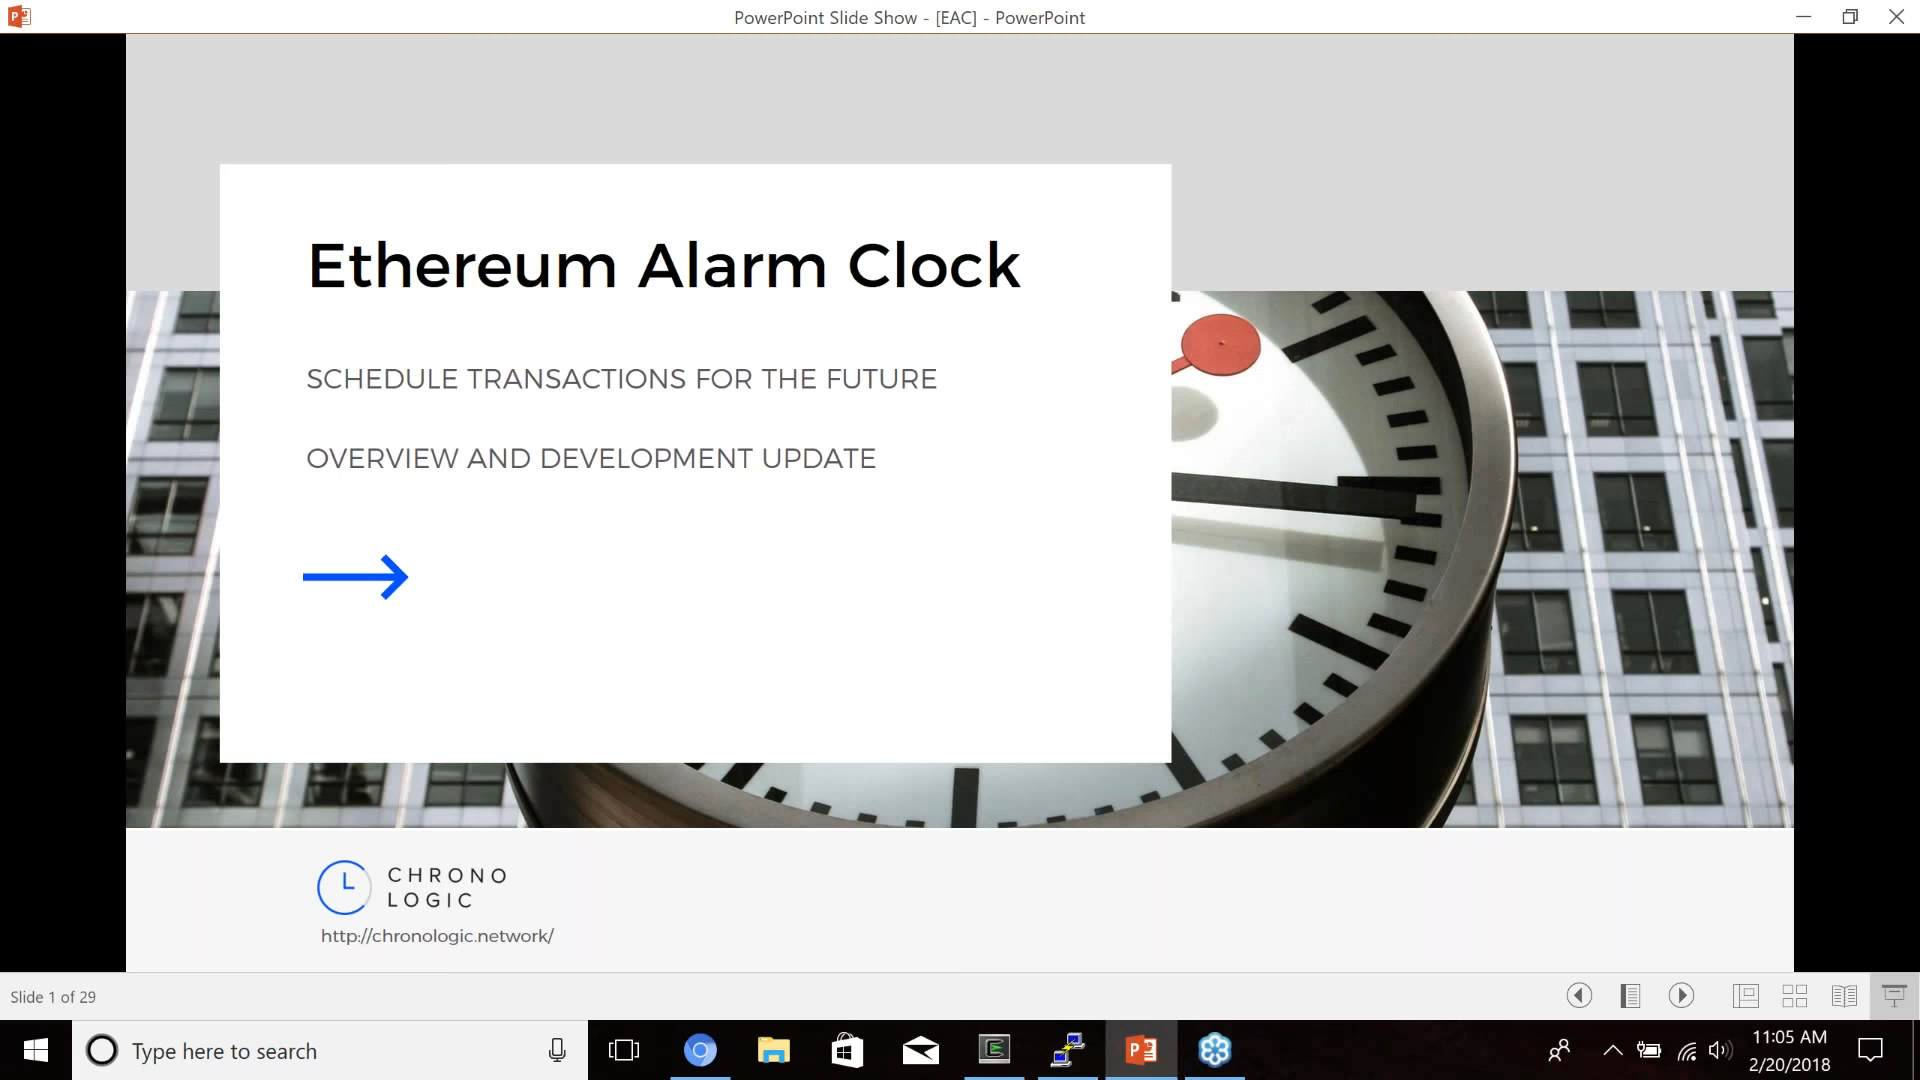 PowerPoint Slide Show - [EAC] - PowerPoint
Ethereum Alarm Clock
SCHEDULE TRANSACTIONS FOR THE FUTURE
OVERVIEW AND DEVELOPMENT UPDATE
CHRONO
LOGIC
http://chronologic.network/
Slide 1 of 29
Type here to search
11:05 AM
2/20/2018